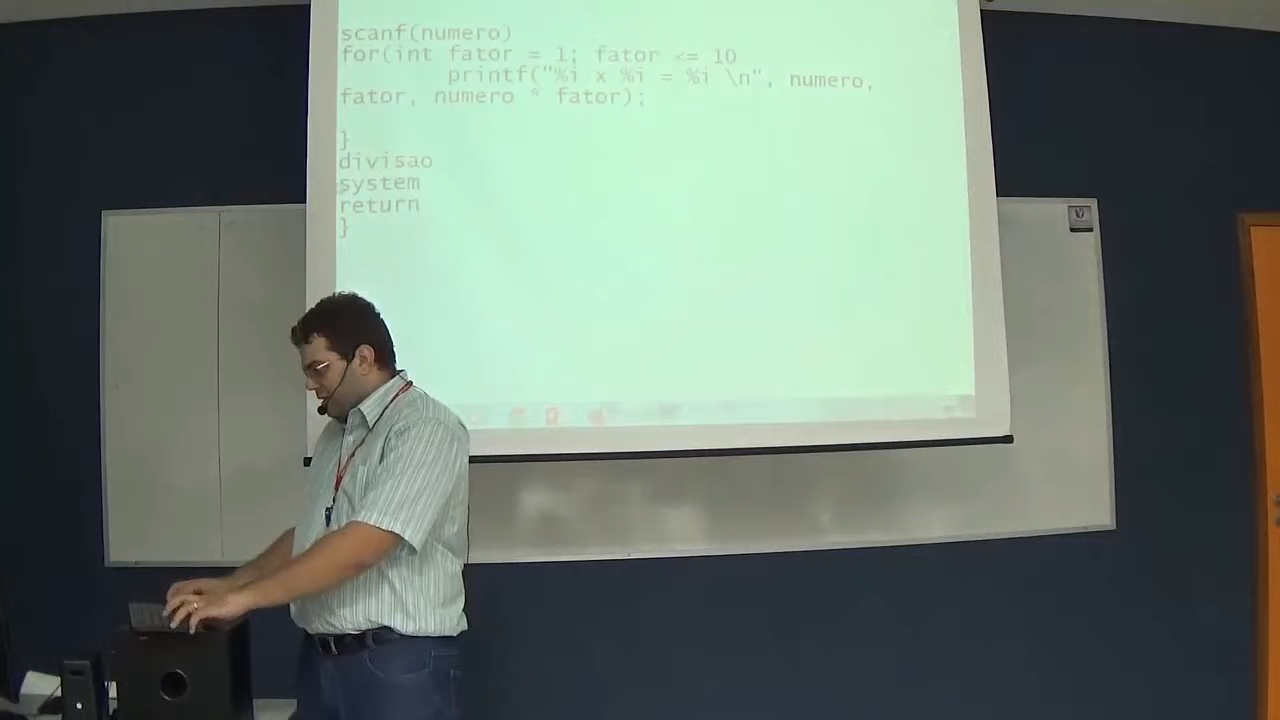 scanf(numero)
for(int fator = 1; fator <= 10
printf("%i x %i = %i \n", numero,
fator, numero * fator);
}
divisao
system
return
}